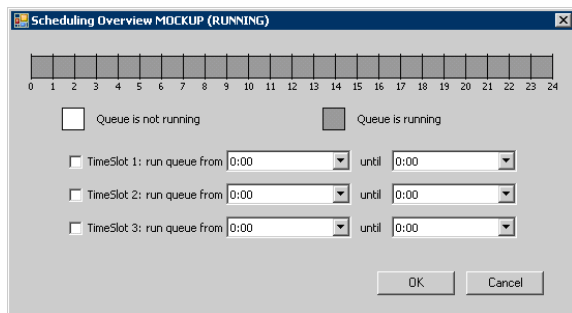 Scheduling Overview MOCKUP (RUNNING)
0 1 2 3 4 5 6 7 8 9 10 11 12 13 14 15 16 17 18 19 20 21 22 23 24
Queue is not running Queue is running
TimeSlot 1: run queue from 0:00 until 0:00
TimeSlot 2: run queue from 0:00 until 0:00
TimeSlot 3: run queue from 0:00 until 0:00
OK Cancel